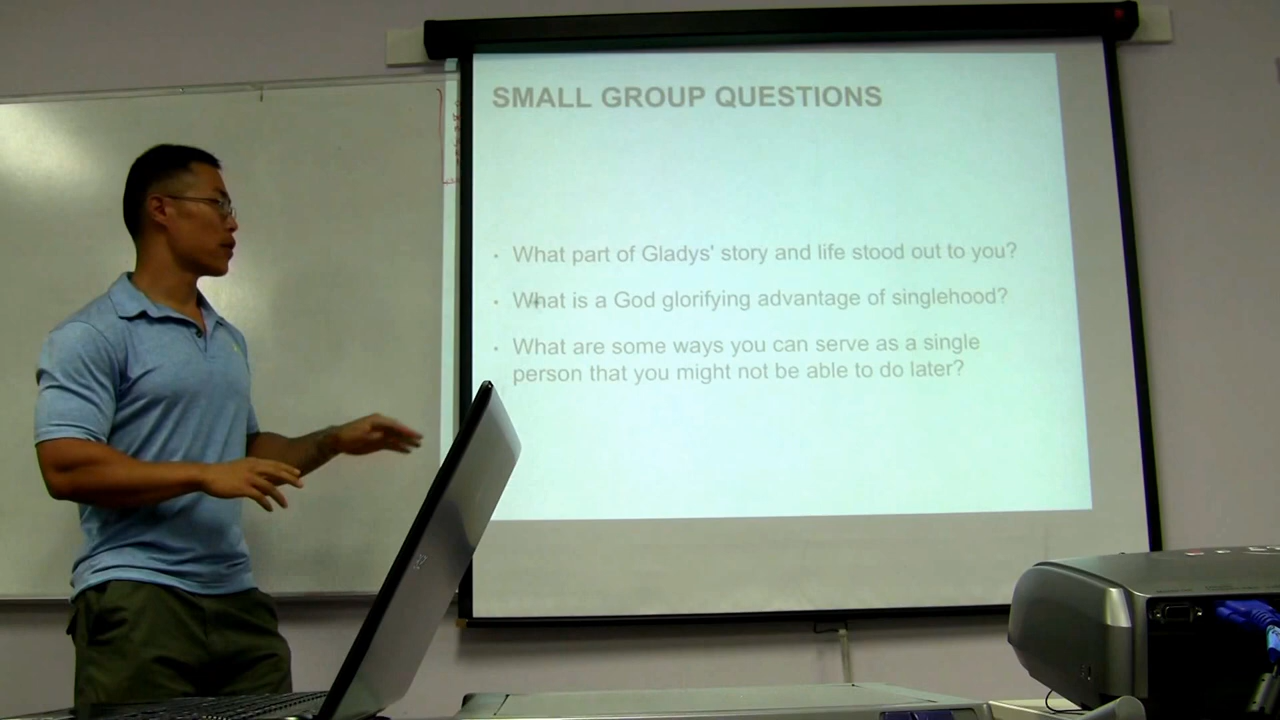 SMALL GROUP QUESTIONS
What part of Gladys' story and life stood out to you?
What is a God glorifying advantage of singlehood?
What are some ways you can serve as a single
person that you might not be able to do later?